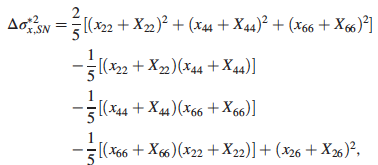 Δσ*²ₓ,SN = 2/5[(x₂₂ + X₂₂)² + (x₄₄ + X₄₄)² + (x₆₆ + X₆₆)²]
− 1/5[(x₂₂ + X₂₂)(x₄₄ + X₄₄)]
− 1/5[(x₄₄ + X₄₄)(x₆₆ + X₆₆)]
− 1/5[(x₆₆ + X₆₆)(x₂₂ + X₂₂)] + (x₂₆ + X₂₆)²,